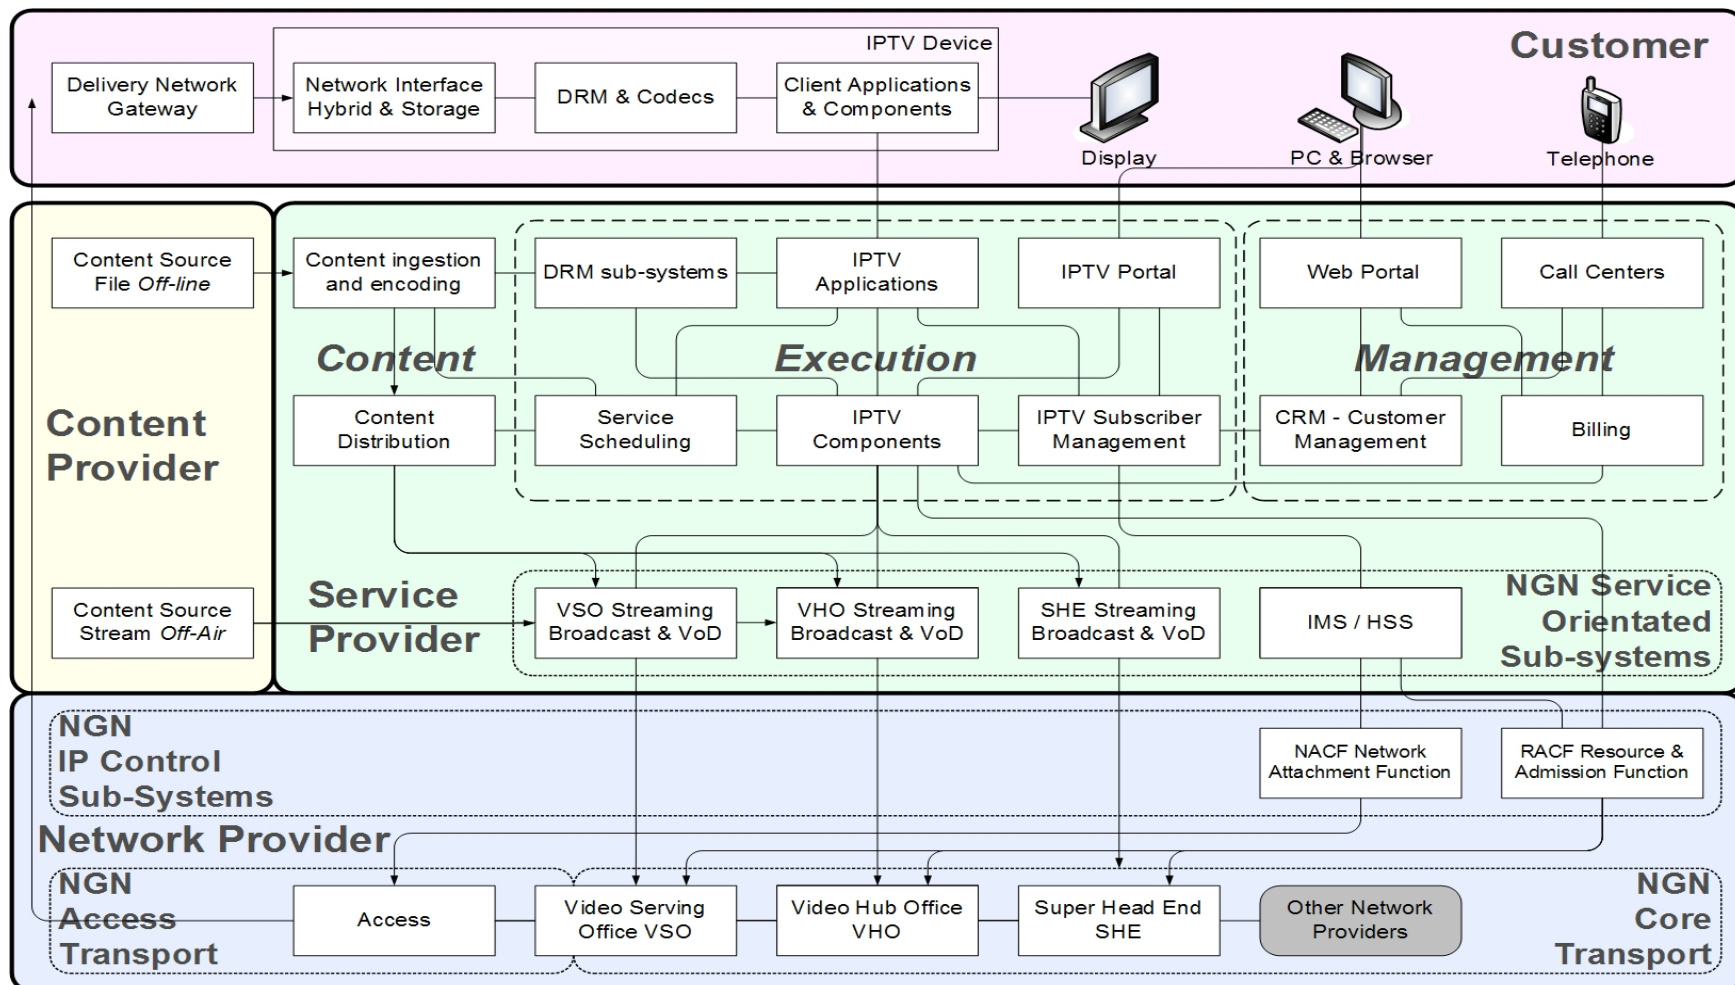 IPTV Device
Customer
Delivery Network
Gateway
Network Interface
Hybrid & Storage
DRM & Codecs
Client Applications
& Components
Display
PC & Browser
Telephone
Content Source
File Off-line
Content ingestion
and encoding
DRM sub-systems
IPTV
Applications
IPTV Portal
Web Portal
Call Centers
Content
Execution
Management
Content
Provider
Content
Distribution
Service
Scheduling
IPTV
Components
IPTV Subscriber
Management
CRM - Customer
Management
Billing
Content Source
Stream Off-Air
Service
Provider
VSO Streaming
Broadcast & VoD
VHO Streaming
Broadcast & VoD
SHE Streaming
Broadcast & VoD
IMS / HSS
NGN Service
Orientated
Sub-systems
NGN
IP Control
Sub-Systems
NACF Network
Attachment Function
RACF Resource &
Admission Function
Network Provider
NGN
Access
Transport
Access
Video Serving
Office VSO
Video Hub Office
VHO
Super Head End
SHE
Other Network
Providers
NGN
Core
Transport